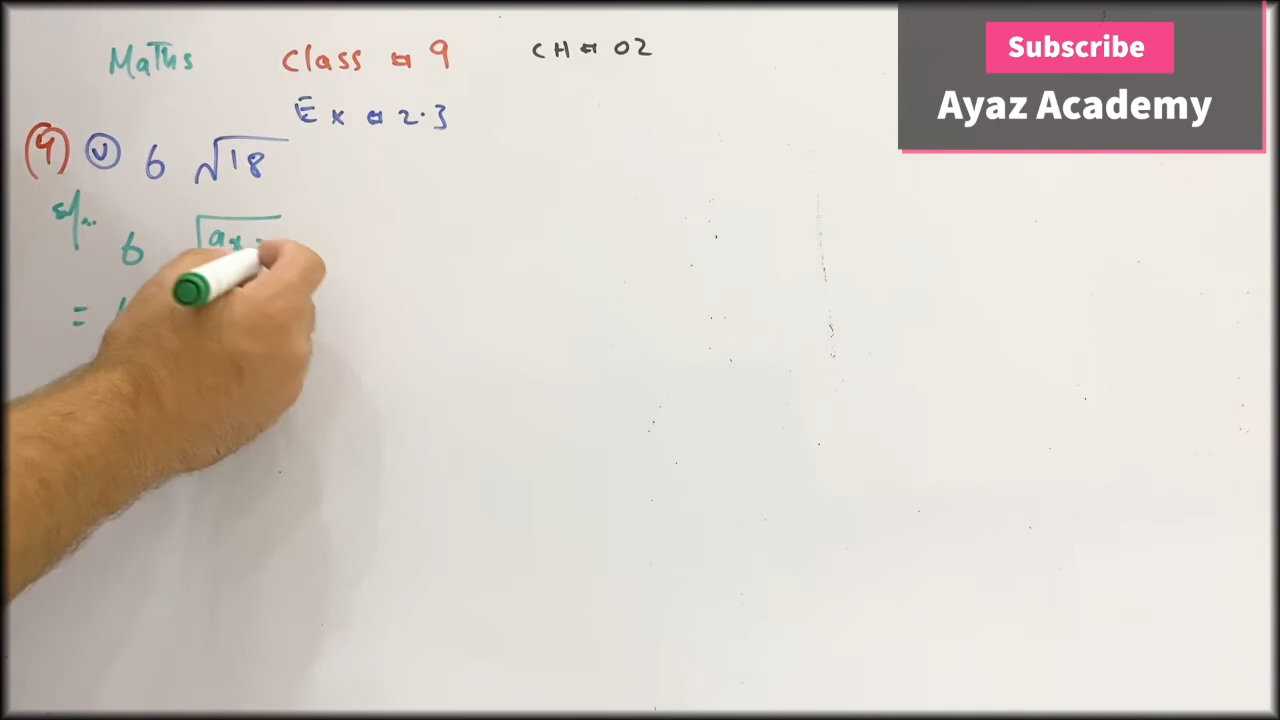 Maths Class # 9 CH # 02
Subscribe
Ayaz Academy
Ex # 2.3
(4) (v) 6 √18
6
=